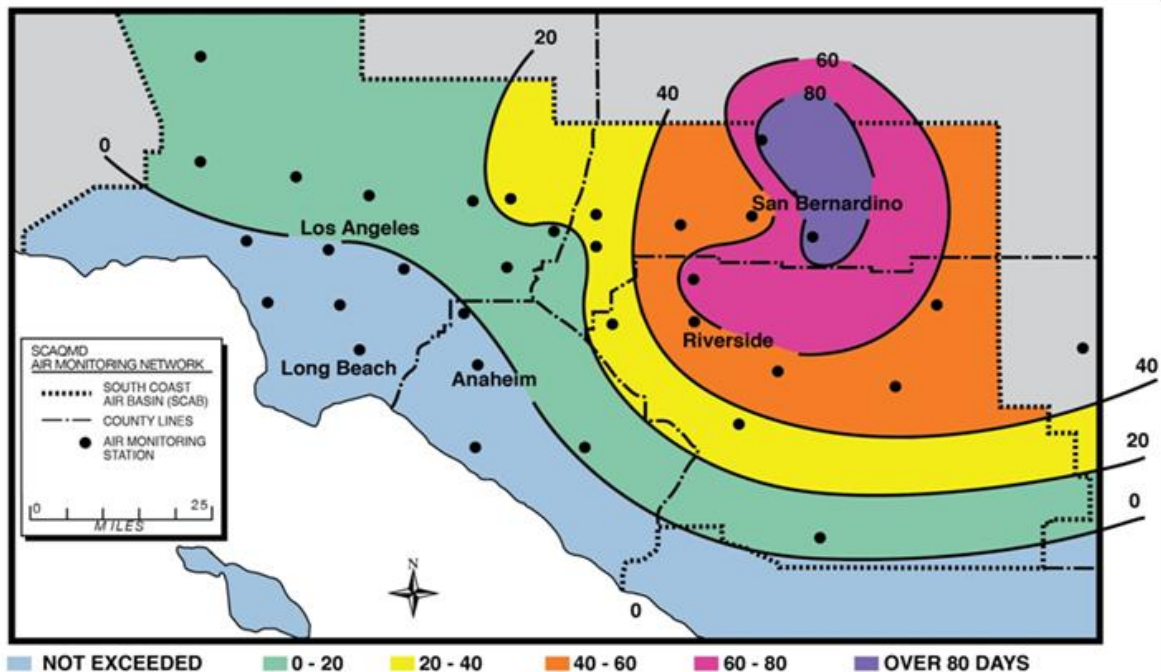 20
60
40
80
0
San Bernardino
Los Angeles
SCAQMD
AIR MONITORING NETWORK
SOUTH COAST
AIR BASIN (SCAB)
COUNTY LINES
AIR MONITORING
STATION
0 25
MILES
Riverside
Long Beach
Anaheim
40
20
0
N
0
NOT EXCEEDED 0 - 20 20 - 40 40 - 60 60 - 80 OVER 80 DAYS